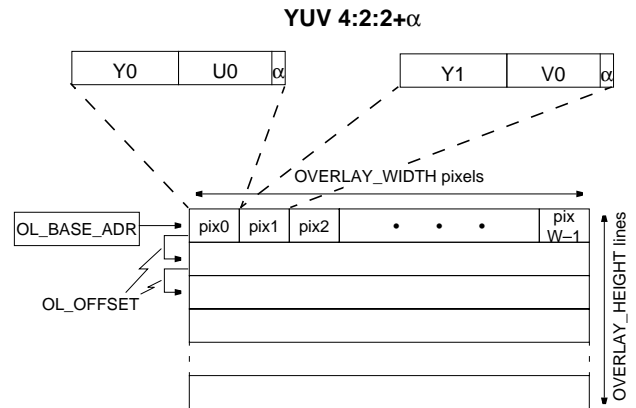 YUV 4:2:2+α
Y0 U0 α
Y1 V0 α
OVERLAY_WIDTH pixels
OL_BASE_ADR
pix0 pix1 pix2 • • • pix W–1
OL_OFFSET
OVERLAY_HEIGHT lines